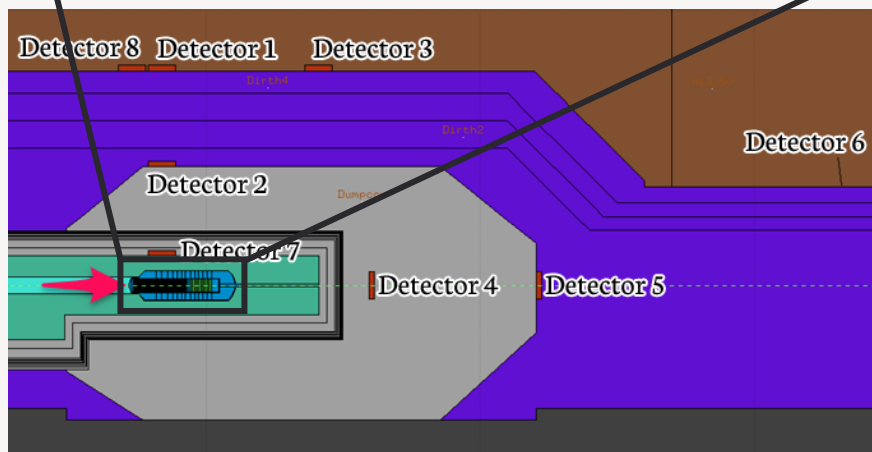 Detector 8 Detector 1 Detector 3
Dirth4
Dirth2
Detector 6
Detector 2
Dumpco
Detector 7
Detector 4 Detector 5